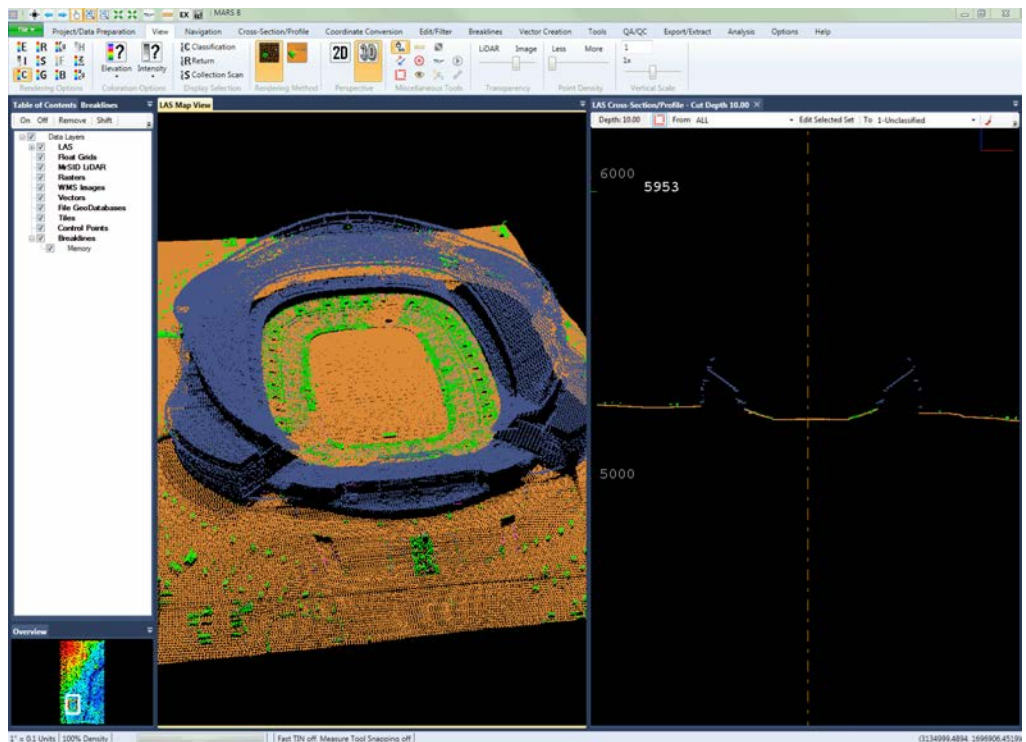 EX MARS 8
File Project/Data Preparation View Navigation Cross-Section/Profile Coordinate Conversion Edit/Filter Breaklines Vector Creation Tools QA/QC Export/Extract Analysis Options Help
E R H Classification LiDAR Image Less More 1
I S F Elevation Intensity Return 2D 3D 1x
C G B Collection Scan
Rendering Options Coloration Options Display Selection Rendering Method Perspective Miscellaneous Tools Transparency Point Density Vertical Scale
Table of Contents Breaklines LAS Map View LAS Cross-Section/Profile - Cut Depth 10.00
On Off Remove Shift Depth: 10.00 From ALL Edit Selected Set To 1-Unclassified
Data Layers
LAS
Float Grids
MrSID LiDAR
Rasters
WMS Images
Vectors
File GeoDatabases
Tiles
Control Points
Breaklines
Memory
6000
5953
5000
Overview
1" = 0.1 Units 100% Density Fast TIN off Measure Tool Snapping off (3134999.4894, 1696906.4519)